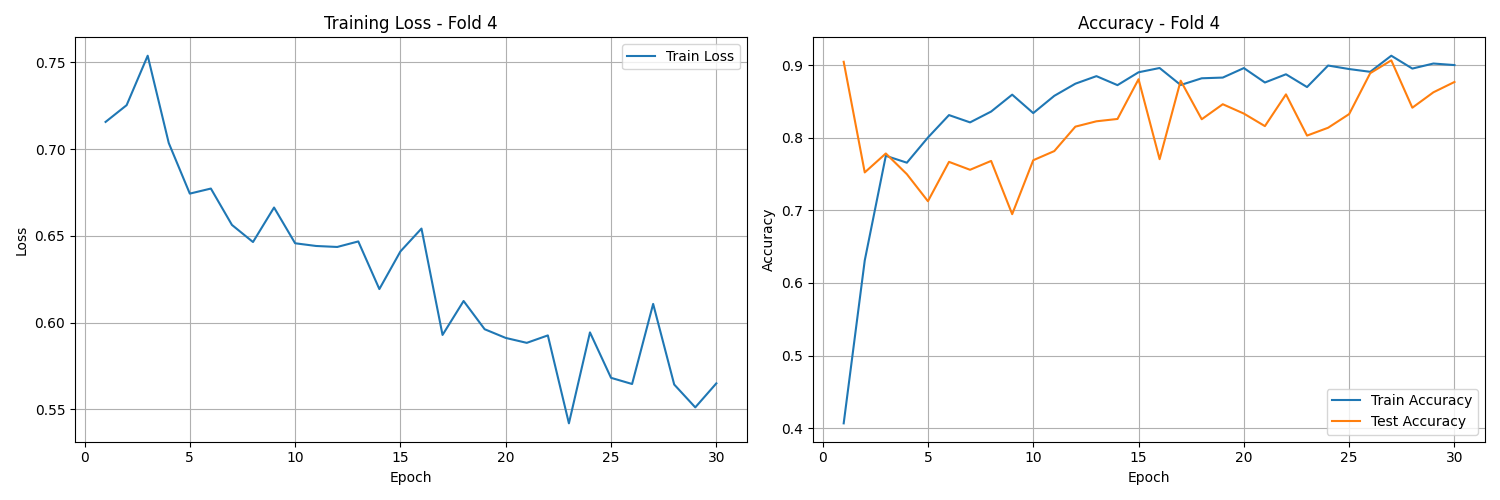 Training Loss - Fold 4
Train Loss
0.75
0.70
0.65
0.60
0.55
Loss
0 5 10 15 20 25 30
Epoch
Accuracy - Fold 4
0.9
0.8
0.7
0.6
0.5
0.4
Accuracy
Train Accuracy
Test Accuracy
0 5 10 15 20 25 30
Epoch